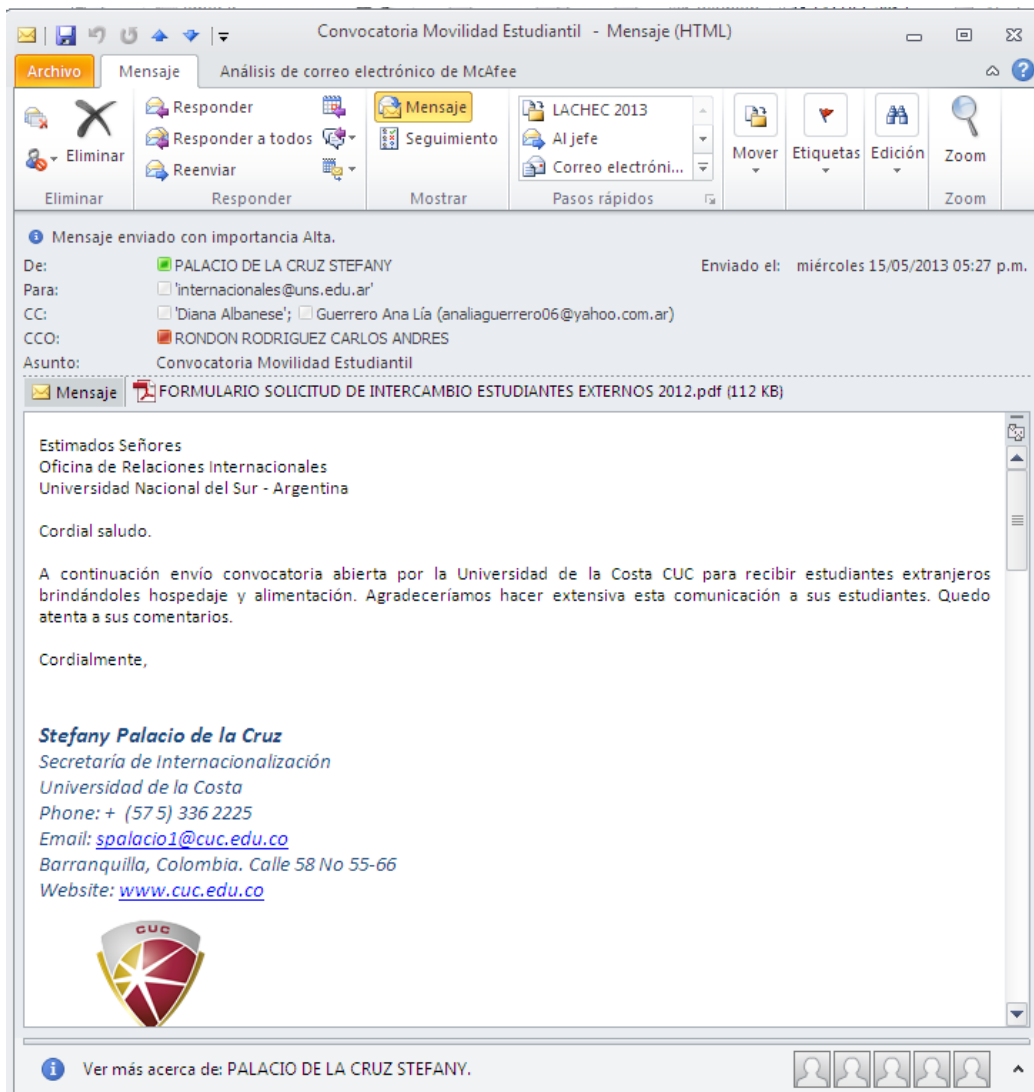 Convocatoria Movilidad Estudiantil - Mensaje (HTML)
Archivo Mensaje Análisis de correo electrónico de McAfee
Eliminar
Responder
Responder a todos
Reenviar
Mensaje
Seguimiento
LACHEC 2013
Al jefe
Correo electróni...
Mover Etiquetas Edición Zoom
Eliminar Responder Mostrar Pasos rápidos Zoom
Mensaje enviado con importancia Alta.
De: PALACIO DE LA CRUZ STEFANY Enviado el: miércoles 15/05/2013 05:27 p.m.
Para: 'internacionales@uns.edu.ar'
CC: 'Diana Albanese'; Guerrero Ana Lía (analiaguerrero06@yahoo.com.ar)
CCO: RONDON RODRIGUEZ CARLOS ANDRES
Asunto: Convocatoria Movilidad Estudiantil
Mensaje FORMULARIO SOLICITUD DE INTERCAMBIO ESTUDIANTES EXTERNOS 2012.pdf (112 KB)
Estimados Señores
Oficina de Relaciones Internacionales
Universidad Nacional del Sur - Argentina
Cordial saludo.
A continuación envío convocatoria abierta por la Universidad de la Costa CUC para recibir estudiantes extranjeros
brindándoles hospedaje y alimentación. Agradeceríamos hacer extensiva esta comunicación a sus estudiantes. Quedo
atenta a sus comentarios.
Cordialmente,
Stefany Palacio de la Cruz
Secretaría de Internacionalización
Universidad de la Costa
Phone: + (57 5) 336 2225
Email: spalacio1@cuc.edu.co
Barranquilla, Colombia. Calle 58 No 55-66
Website: www.cuc.edu.co
CUC
Ver más acerca de: PALACIO DE LA CRUZ STEFANY.